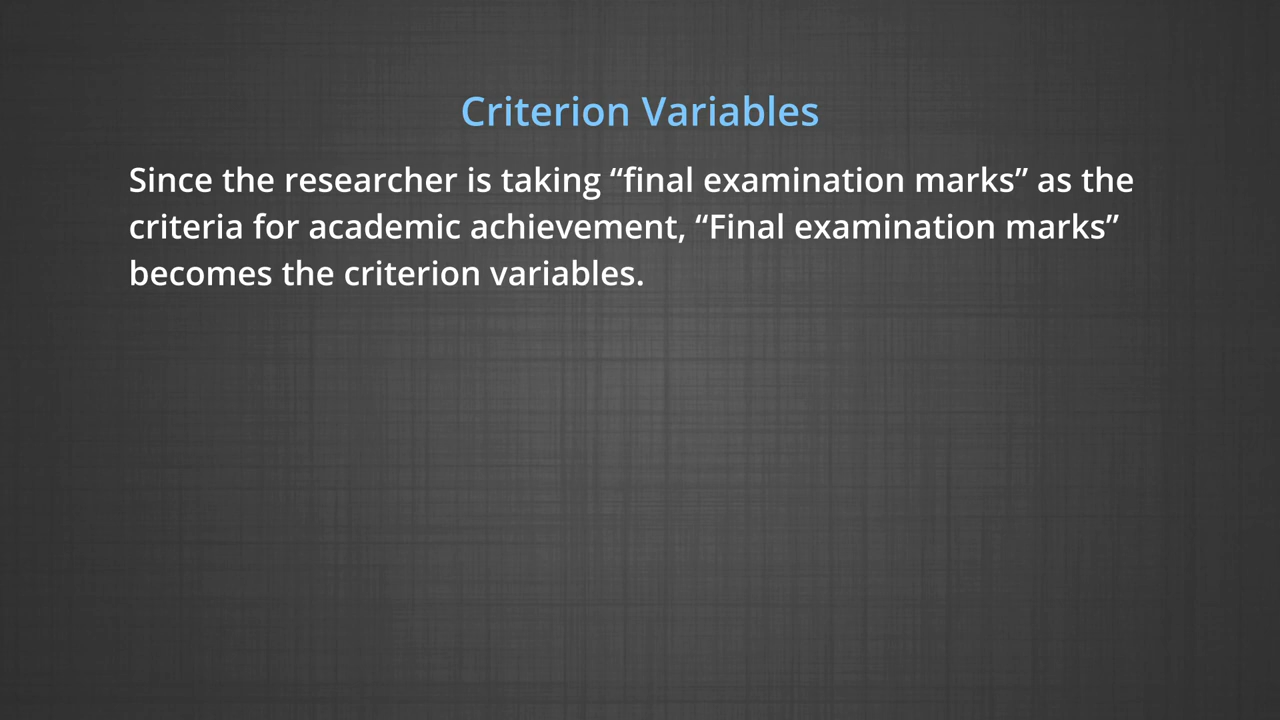 Criterion Variables
Since the researcher is taking “final examination marks” as the
criteria for academic achievement, “Final examination marks”
becomes the criterion variables.